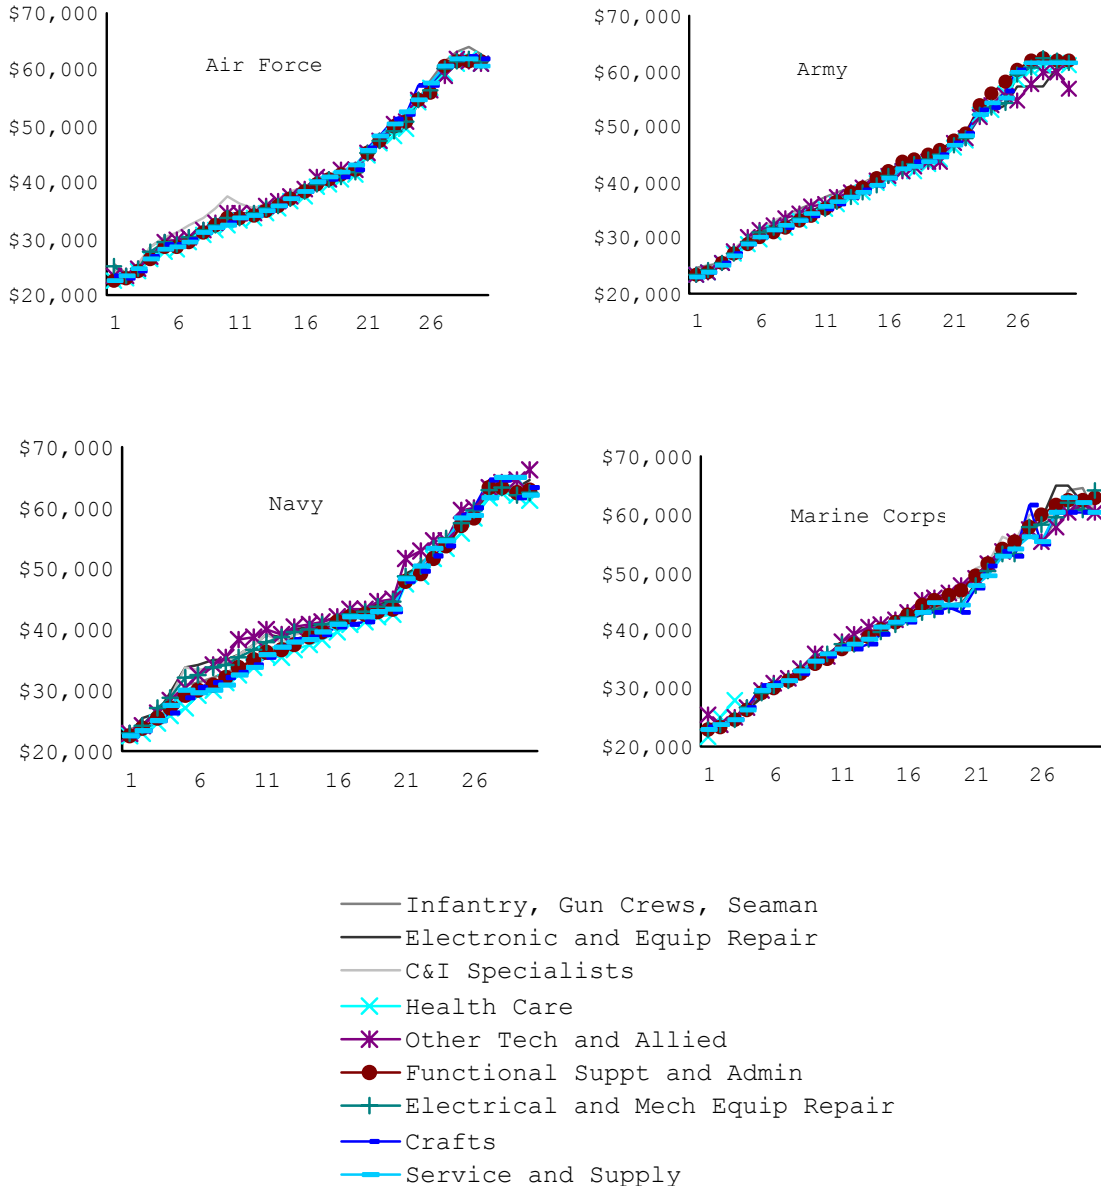 $70,000
$60,000
$50,000
$40,000
$30,000
$20,000
Air Force
1 6 11 16 21 26
$70,000
$60,000
$50,000
$40,000
$30,000
$20,000
Army
1 6 11 16 21 26
$70,000
$60,000
$50,000
$40,000
$30,000
$20,000
Navy
1 6 11 16 21 26
$70,000
$60,000
$50,000
$40,000
$30,000
$20,000
Marine Corps
1 6 11 16 21 26
Infantry, Gun Crews, Seaman
Electronic and Equip Repair
C&I Specialists
Health Care
Other Tech and Allied
Functional Suppt and Admin
Electrical and Mech Equip Repair
Crafts
Service and Supply